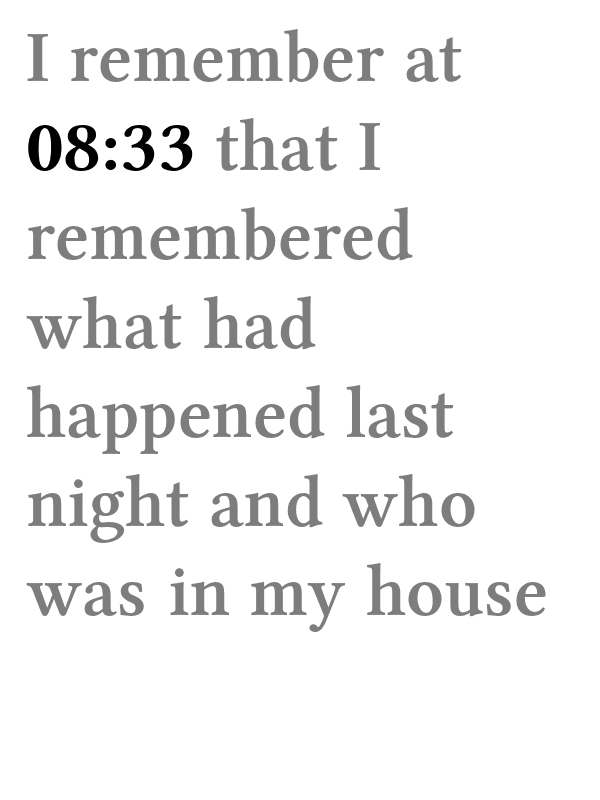 I remember at
08:33 that I
remembered
what had
happened last
night and who
was in my house